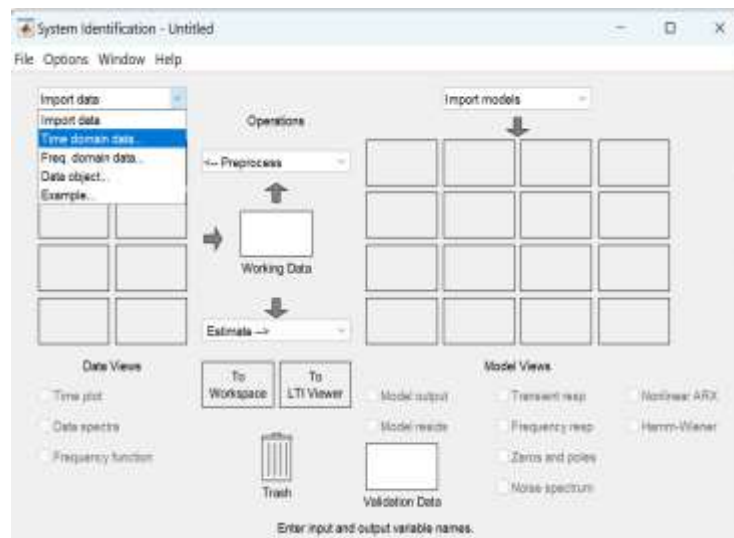 System Identification - Untitled
File Options Window Help
Import data
Import data
Time domain data...
Freq. domain data...
Data object...
Example...
Operations
<-- Preprocess
Working Data
Estimate -->
Import models
Data Views
Time plot
Data spectra
Frequency function
To Workspace
To LTI Viewer
Trash
Model Views
Model output
Model resids
Transient resp
Frequency resp
Zeros and poles
Noise spectrum
Nonlinear ARX
Hamm-Wiener
Validation Data
Enter input and output variable names.